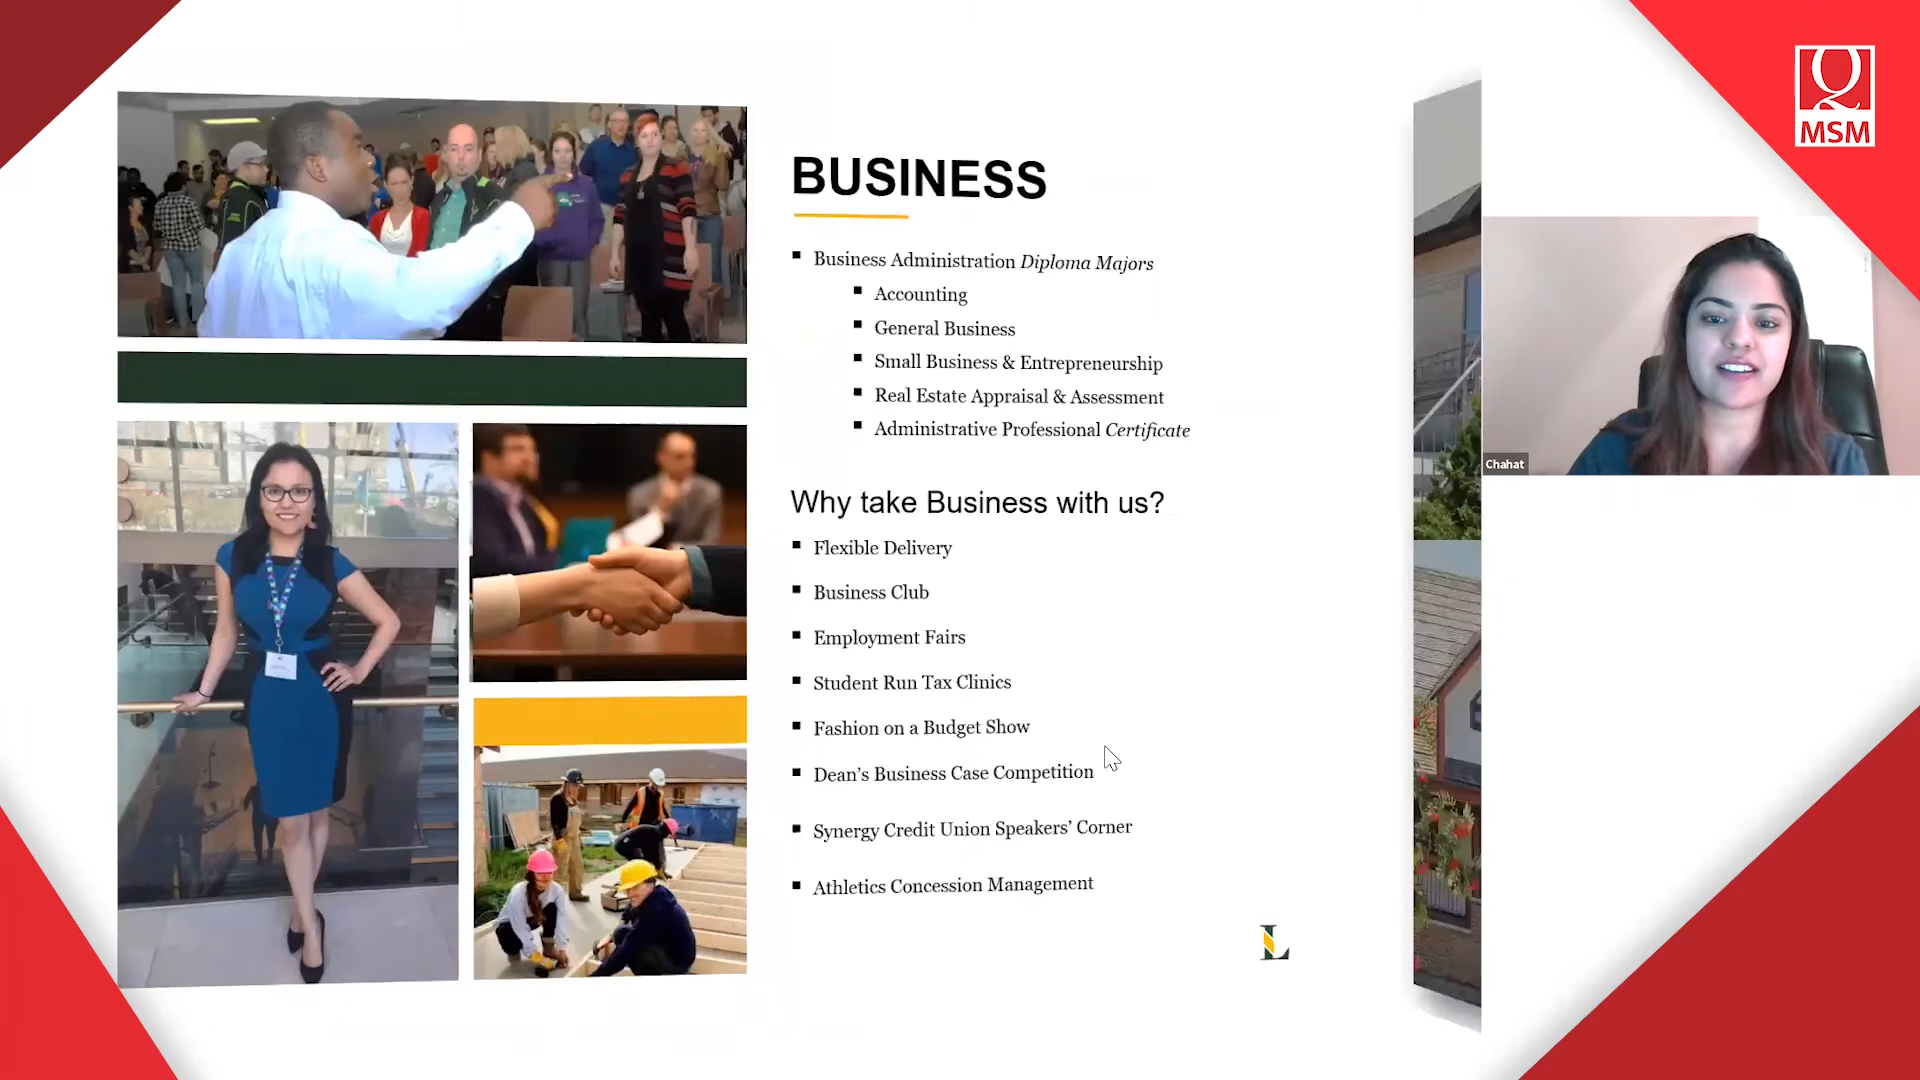 MSM
BUSINESS
Business Administration Diploma Majors
Accounting
General Business
Small Business & Entrepreneurship
Real Estate Appraisal & Assessment
Administrative Professional Certificate
Chahat
Why take Business with us?
Flexible Delivery
Business Club
Employment Fairs
Student Run Tax Clinics
Fashion on a Budget Show
Dean’s Business Case Competition
Synergy Credit Union Speakers’ Corner
Athletics Concession Management
L